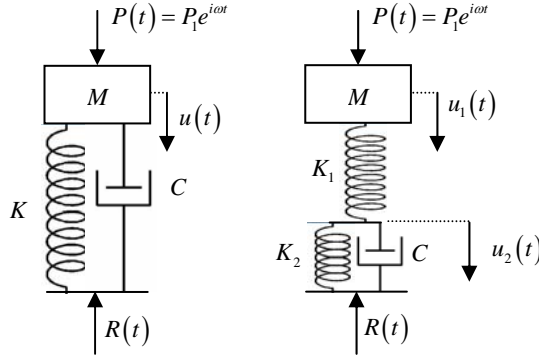 P(t) = P₁e^{iωt}
M
u(t)
K
C
R(t)
P(t) = P₁e^{iωt}
M
u₁(t)
K₁
K₂
C
u₂(t)
R(t)